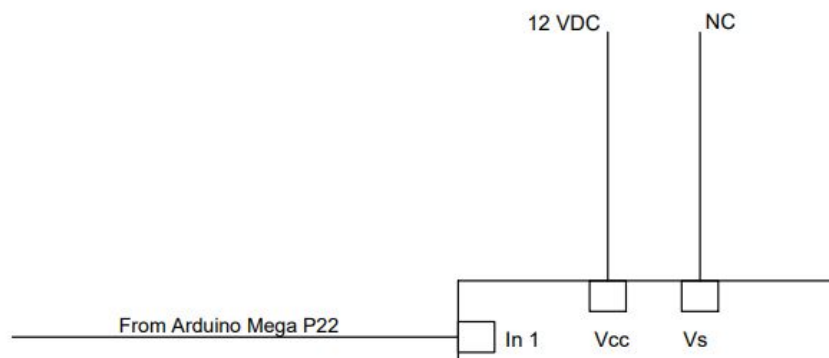 12 VDC
NC
From Arduino Mega P22
In 1
Vcc
Vs